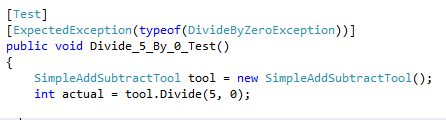 [Test]
[ExpectedException(typeof(DivideByZeroException))]
public void Divide_5_By_0_Test()
{
    SimpleAddSubtractTool tool = new SimpleAddSubtractTool();
    int actual = tool.Divide(5, 0);